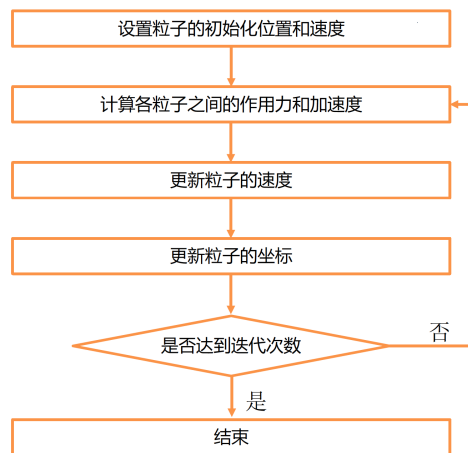 设置粒子的初始化位置和速度
计算各粒子之间的作用力和加速度
更新粒子的速度
更新粒子的坐标
是否达到迭代次数
否
是
结束